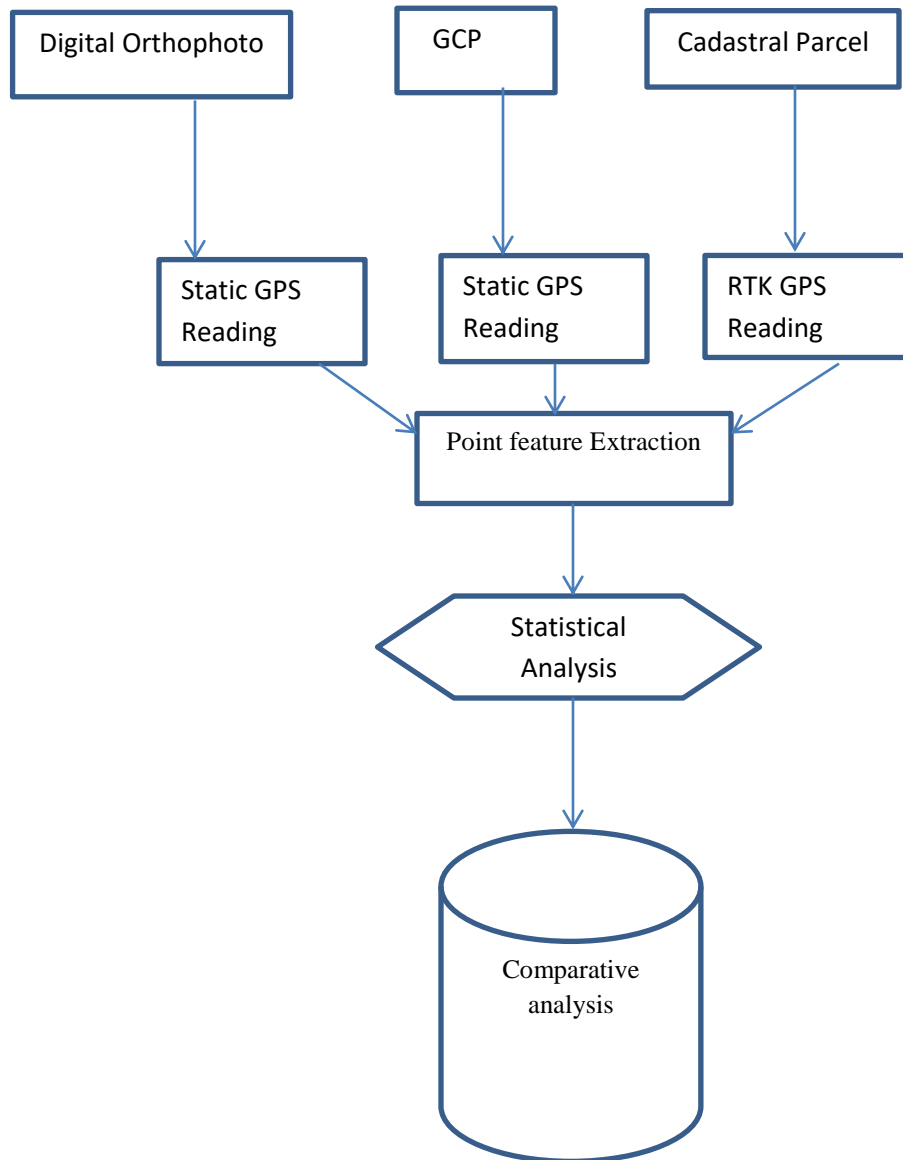 Digital Orthophoto
GCP
Cadastral Parcel
Static GPS
Reading
Static GPS
Reading
RTK GPS
Reading
Point feature Extraction
Statistical
Analysis
Comparative
analysis